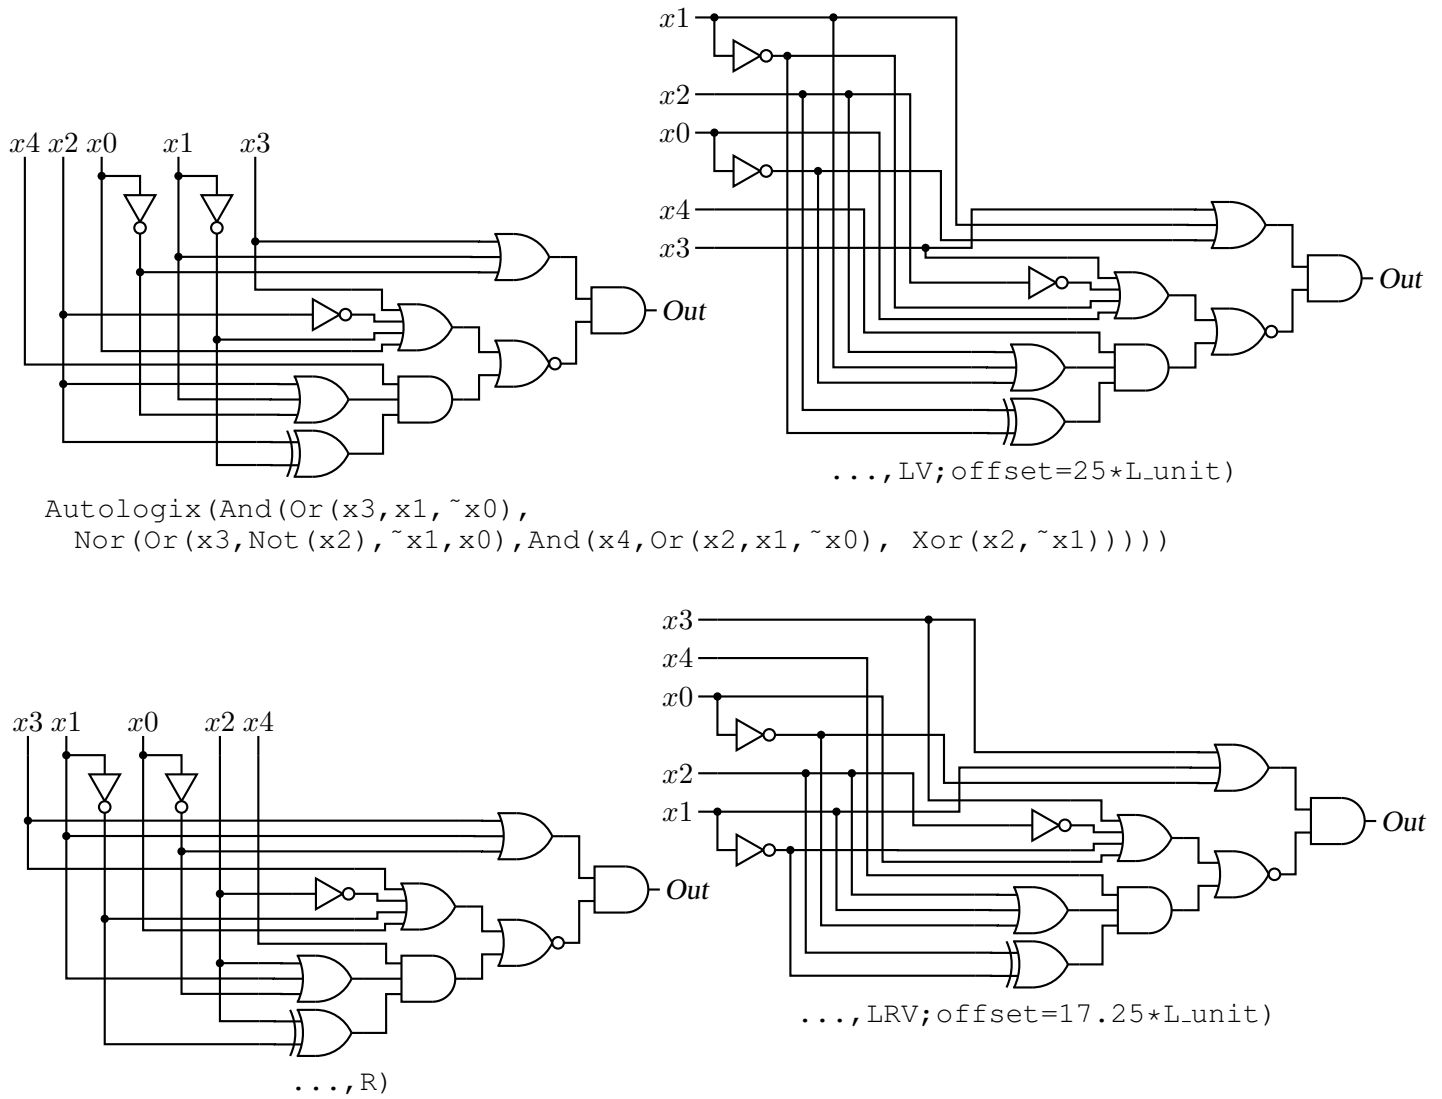 x4 x2 x0 x1 x3
Out
x1
x2
x0
x4
x3
Out
...,LV;offset=25*L_unit)
Autologix(And(Or(x3,x1,˜x0),
Nor(Or(x3,Not(x2),˜x1,x0),And(x4,Or(x2,x1,˜x0), Xor(x2,˜x1)))))
x3 x1 x0 x2 x4
Out
...,R)
x3
x4
x0
x2
x1
Out
...,LRV;offset=17.25*L_unit)